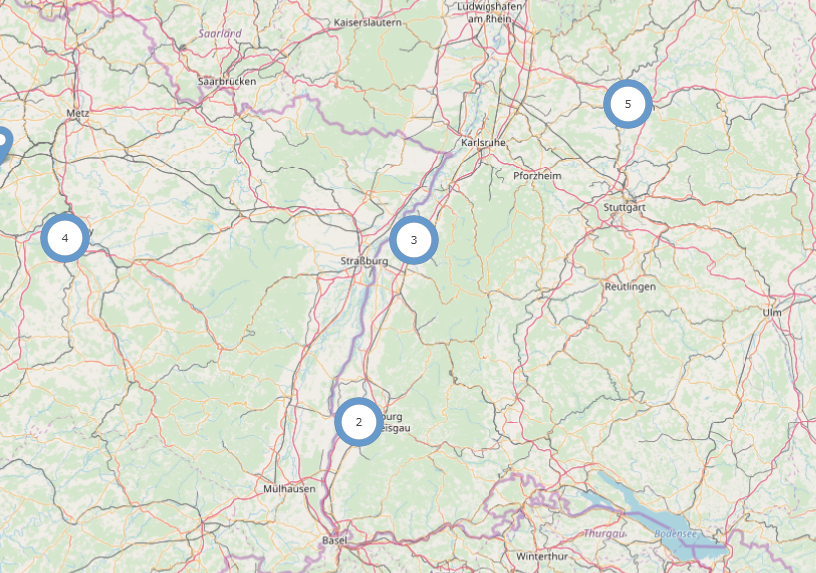 Ludwigshafen
am Rhein
Kaiserslautern
Saarland
Saarbrücken
5
Metz
Karlsruhe
Pforzheim
Stuttgart
4
3
Straßburg
Reutlingen
Ulm
2
burg
eisgau
Mülhausen
Basel
Thurgau
Bodensee
Winterthur